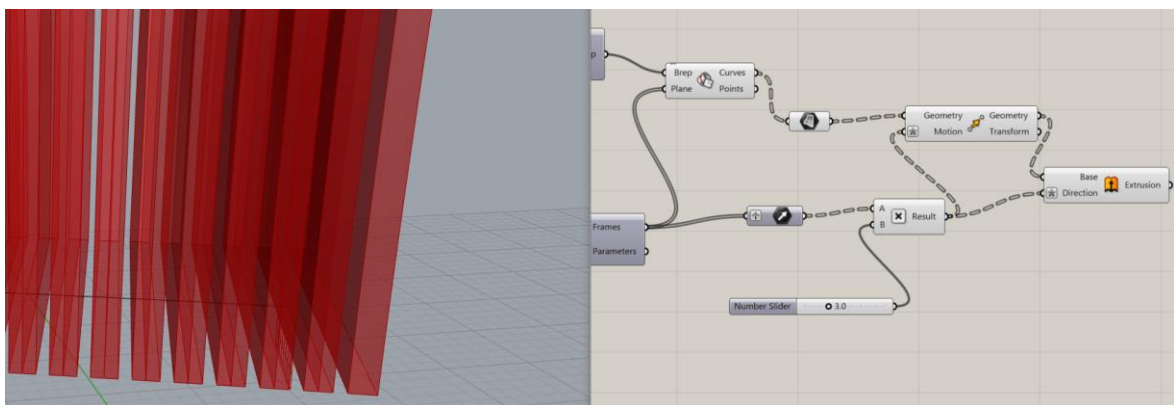 p
Brep
Plane
Curves
Points
Geometry
Motion
Geometry
Transform
Base
Direction
Extrusion
Frames
Parameters
A
B
Result
Number Slider
3.0